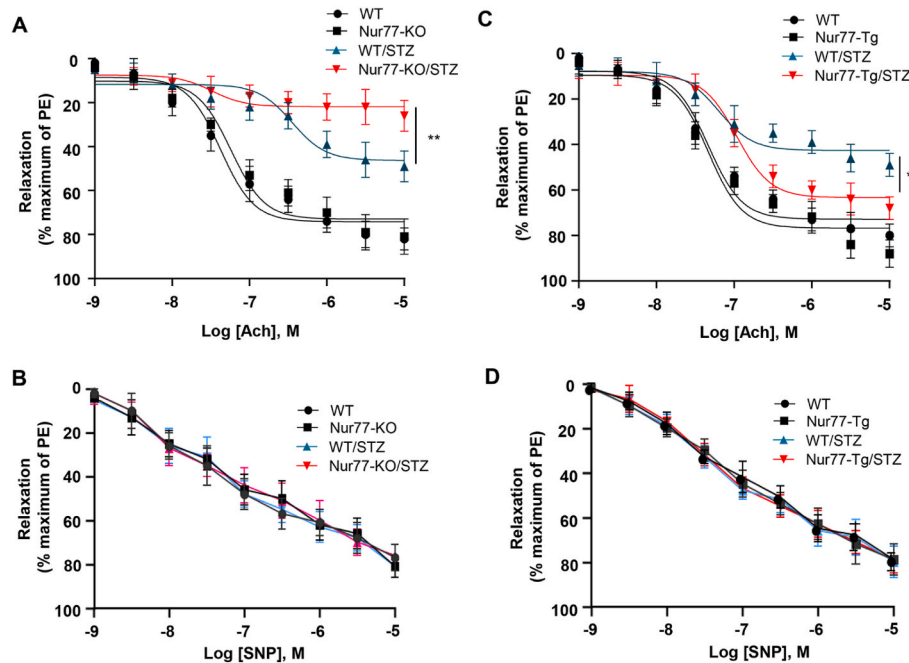 A
WT
Nur77-KO
WT/STZ
Nur77-KO/STZ
0
20
40
60
80
100
Relaxation
(% maximum of PE)
**
-9
-8
-7
-6
-5
Log [Ach], M
C
WT
Nur77-Tg
WT/STZ
Nur77-Tg/STZ
0
20
40
60
80
100
Relaxation
(% maximum of PE)
*
-9
-8
-7
-6
-5
Log [Ach], M
B
WT
Nur77-KO
WT/STZ
Nur77-KO/STZ
0
20
40
60
80
100
Relaxation
(% maximum of PE)
-9
-8
-7
-6
-5
Log [SNP], M
D
WT
Nur77-Tg
WT/STZ
Nur77-Tg/STZ
0
20
40
60
80
100
Relaxation
(% maximum of PE)
-9
-8
-7
-6
-5
Log [SNP], M